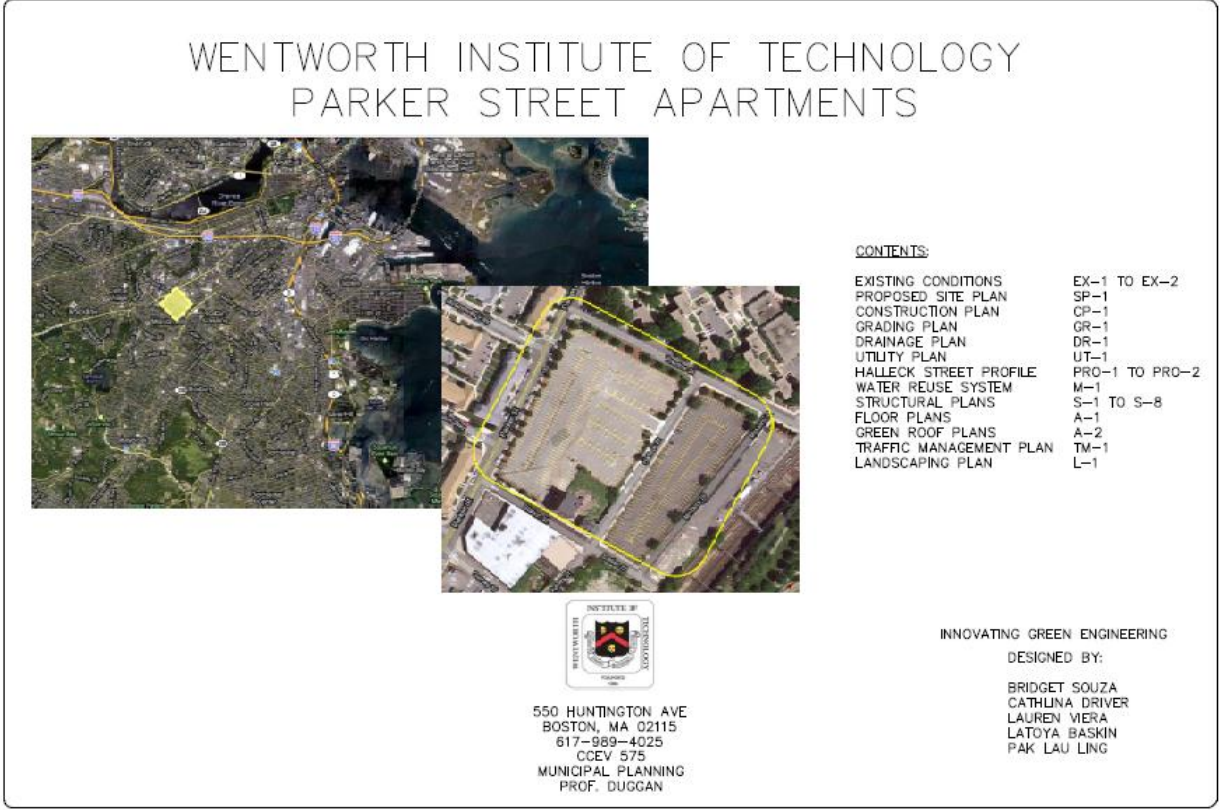 WENTWORTH INSTITUTE OF TECHNOLOGY
PARKER STREET APARTMENTS
CONTENTS:
EXISTING CONDITIONS EX-1 TO EX-2
PROPOSED SITE PLAN SP-1
CONSTRUCTION PLAN CP-1
GRADING PLAN GR-1
DRAINAGE PLAN DR-1
UTILITY PLAN UT-1
HALLECK STREET PROFILE PRO-1 TO PRO-2
WATER REUSE SYSTEM M-1
STRUCTURAL PLANS S-1 TO S-8
FLOOR PLANS A-1
GREEN ROOF PLANS A-2
TRAFFIC MANAGEMENT PLAN TM-1
LANDSCAPING PLAN L-1
INSTITUTE OF
WENTWORTH
TECHNOLOGY
550 HUNTINGTON AVE
BOSTON, MA 02115
617-989-4025
CCEV 575
MUNICIPAL PLANNING
PROF. DUGGAN
INNOVATING GREEN ENGINEERING
DESIGNED BY:
BRIDGET SOUZA
CATHLINA DRIVER
LAUREN VIERA
LATOYA BASKIN
PAK LAU LING